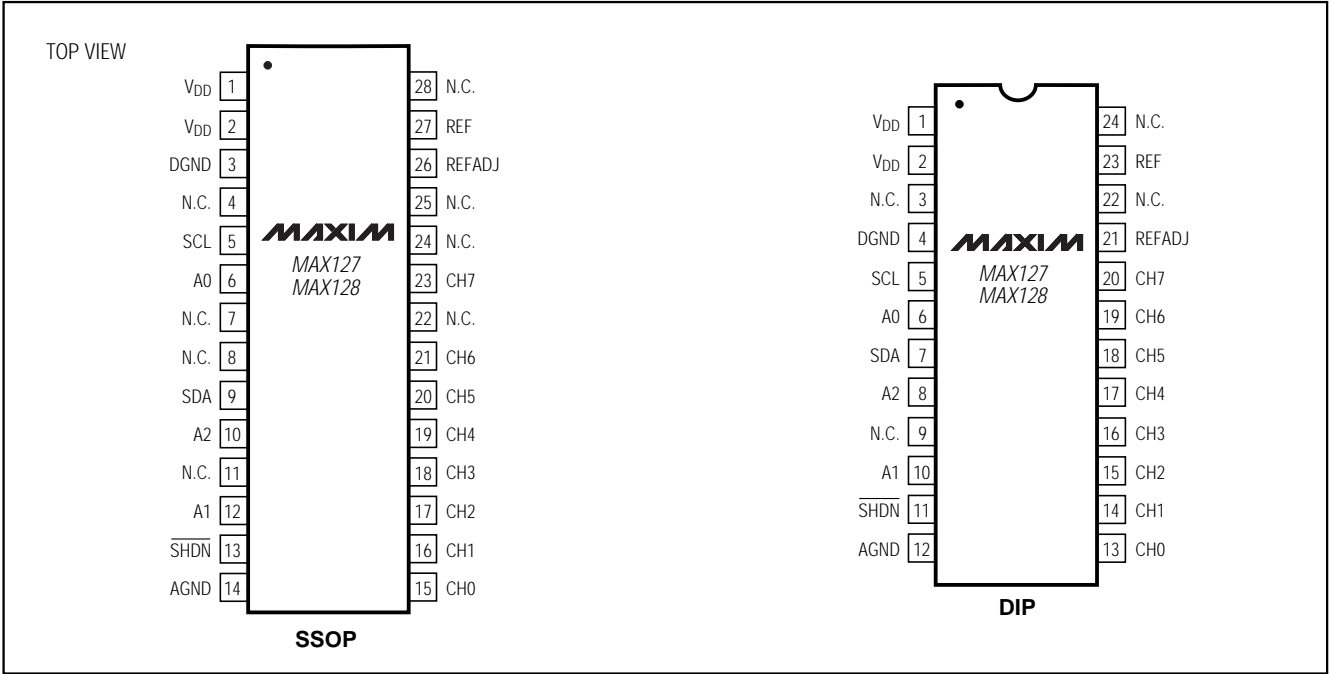 TOP VIEW
VDD 1
VDD 2
DGND 3
N.C. 4
SCL 5
A0 6
N.C. 7
N.C. 8
SDA 9
A2 10
N.C. 11
A1 12
SHDN 13
AGND 14
MAXIM
MAX127
MAX128
28 N.C.
27 REF
26 REFADJ
25 N.C.
24 N.C.
23 CH7
22 N.C.
21 CH6
20 CH5
19 CH4
18 CH3
17 CH2
16 CH1
15 CH0
SSOP
VDD 1
VDD 2
N.C. 3
DGND 4
SCL 5
A0 6
SDA 7
A2 8
N.C. 9
A1 10
SHDN 11
AGND 12
MAXIM
MAX127
MAX128
24 N.C.
23 REF
22 N.C.
21 REFADJ
20 CH7
19 CH6
18 CH5
17 CH4
16 CH3
15 CH2
14 CH1
13 CH0
DIP